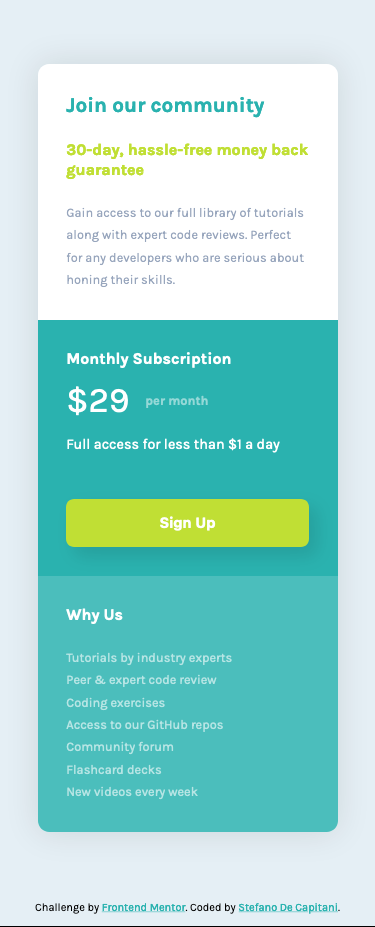 Join our community
30-day, hassle-free money back
guarantee
Gain access to our full library of tutorials
along with expert code reviews. Perfect
for any developers who are serious about
honing their skills.
Monthly Subscription
$29 per month
Full access for less than $1 a day
Sign Up
Why Us
Tutorials by industry experts
Peer & expert code review
Coding exercises
Access to our GitHub repos
Community forum
Flashcard decks
New videos every week
Challenge by Frontend Mentor. Coded by Stefano De Capitani.